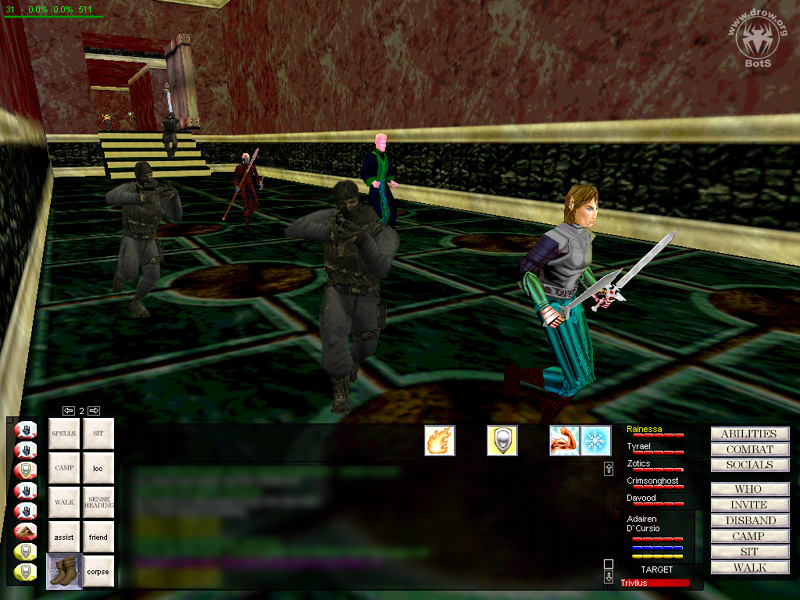 31 0.0% 0.0% 511
www.drow.org
BotS
2
SPELLS SIT
CAMP loc
WALK SENSE HEADING
assist friend
corpse
Rainessa
Tyrael
Zotics
Crimsonghost
Davood
Adairen
D`Cursio
TARGET
Trivilus
ABILITIES
COMBAT
SOCIALS
WHO
INVITE
DISBAND
CAMP
SIT
WALK